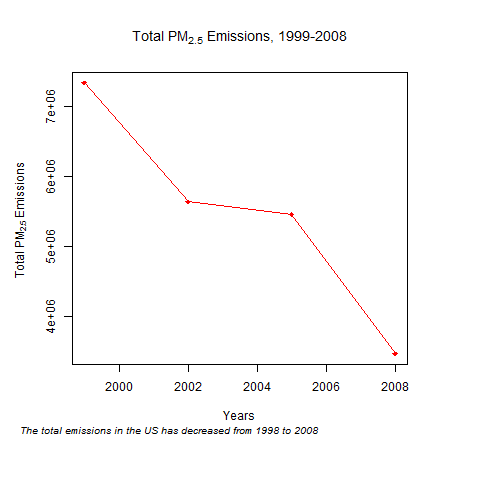 Total PM2.5 Emissions, 1999-2008
7e+06
6e+06
5e+06
4e+06
Total PM2.5 Emissions
2000 2002 2004 2006 2008
Years
The total emissions in the US has decreased from 1998 to 2008